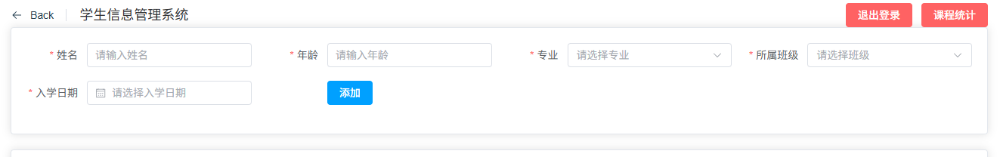 Back 学生信息管理系统 退出登录 课程统计
* 姓名 请输入姓名 * 年龄 请输入年龄 * 专业 请选择专业 * 所属班级 请选择班级
* 入学日期 请选择入学日期 添加